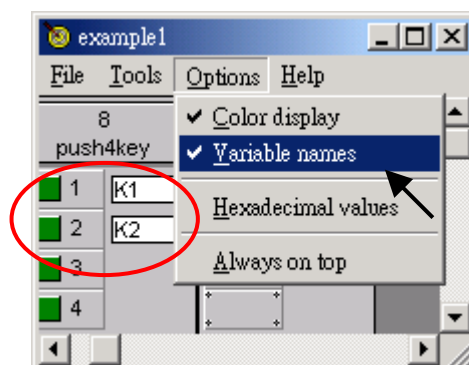 example1
File Tools Options Help
8
push4key
Color display
Variable names
Hexadecimal values
Always on top
1 K1
2 K2
3
4